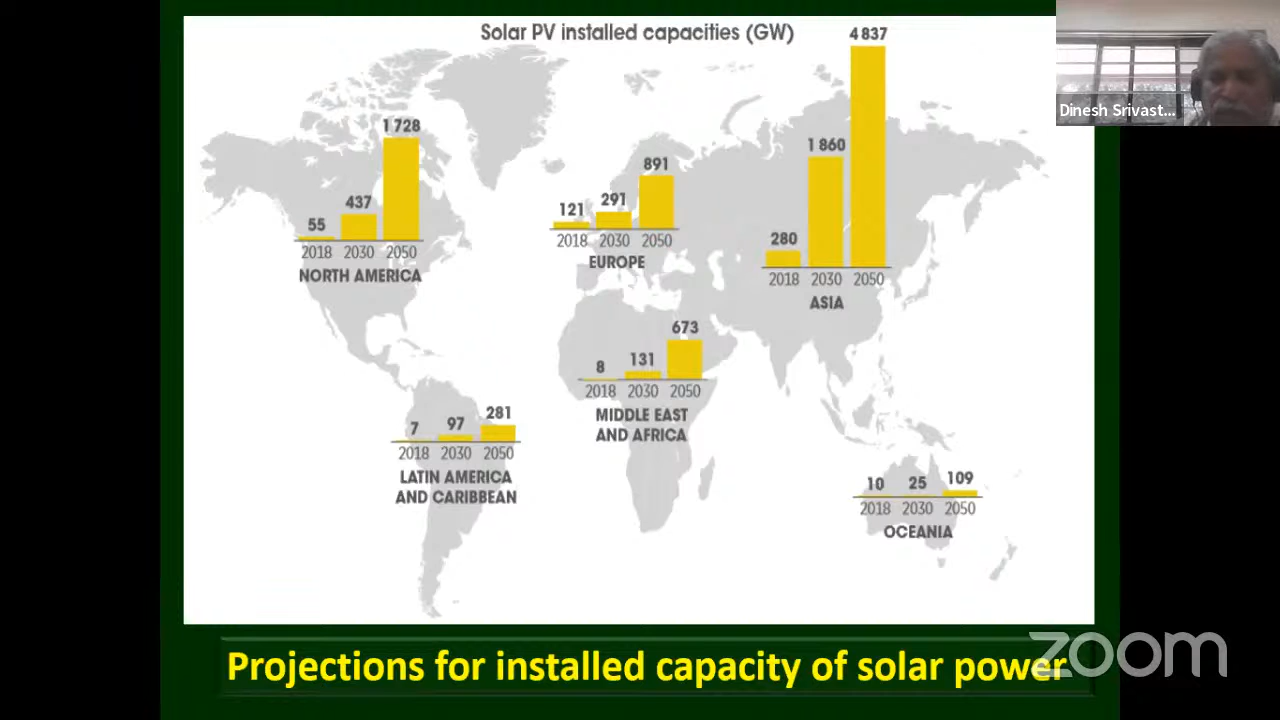 Solar PV installed capacities (GW)
4 837
Dinesh Srivast...
1 728
1 860
891
437
291
121
55
280
2018 2030 2050
NORTH AMERICA
2018 2030 2050
EUROPE
2018 2030 2050
ASIA
673
131
8
2018 2030 2050
MIDDLE EAST
AND AFRICA
281
97
7
2018 2030 2050
LATIN AMERICA
AND CARIBBEAN
10 25 109
2018 2030 2050
OCEANIA
Projections for installed capacity of solar power
zoom